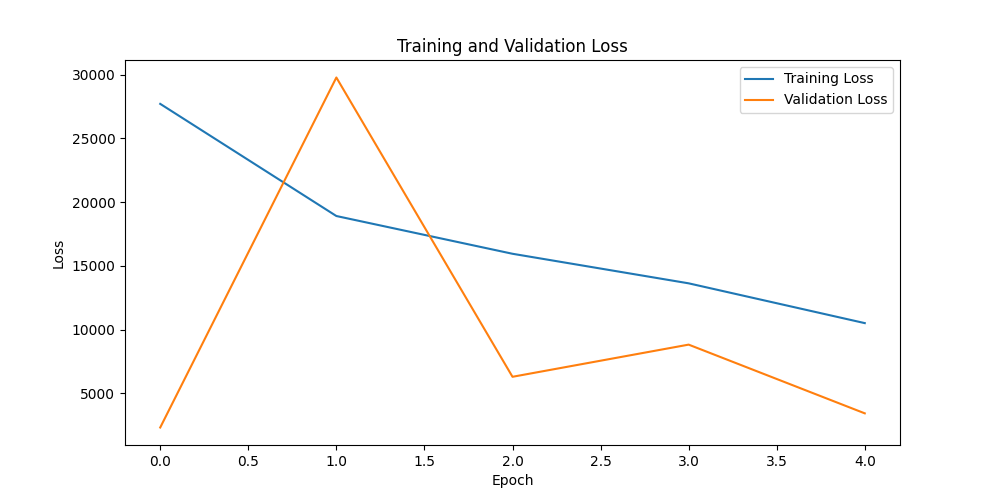 Training and Validation Loss
Training Loss
Validation Loss
Loss
30000
25000
20000
15000
10000
5000
0.0 0.5 1.0 1.5 2.0 2.5 3.0 3.5 4.0
Epoch